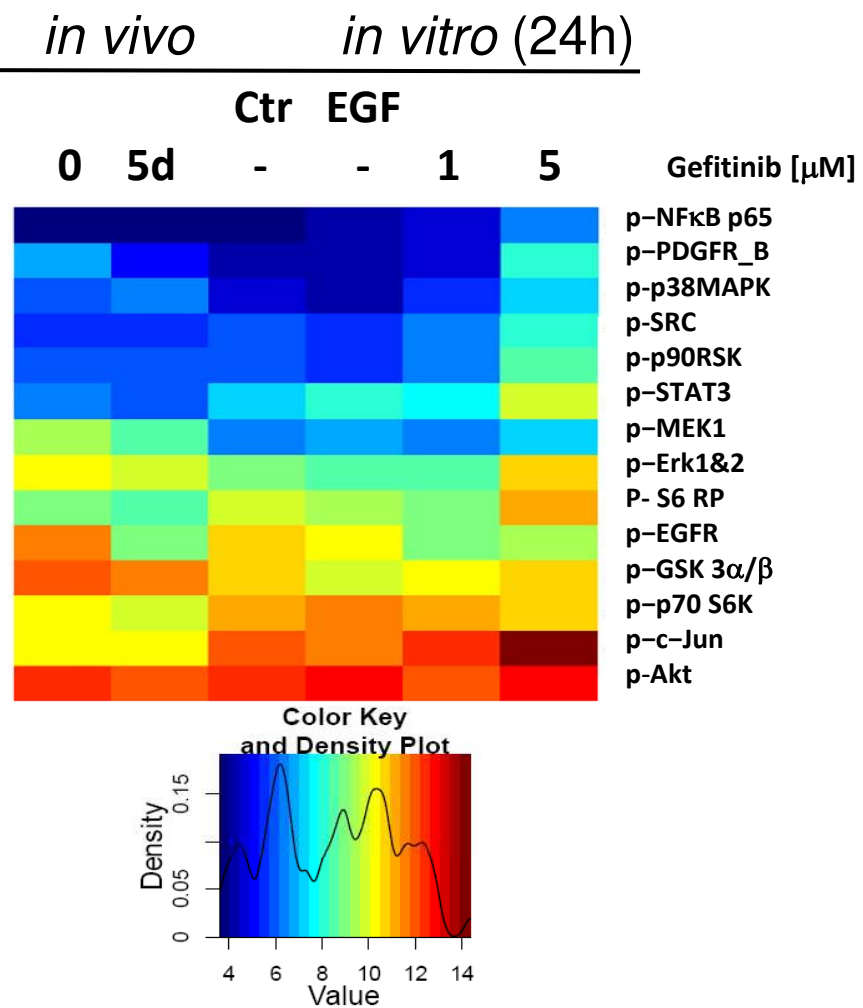 in vivo in vitro (24h)
Ctr EGF
0 5d - - 1 5 Gefitinib [μM]
p−NFκB p65
p−PDGFR_B
p-p38MAPK
p-SRC
p-p90RSK
p−STAT3
p−MEK1
p−Erk1&2
P- S6 RP
p−EGFR
p−GSK 3α/β
p−p70 S6K
p−c−Jun
p-Akt
Color Key
and Density Plot
Density
0 0.05 0.15
4 6 8 10 12 14
Value